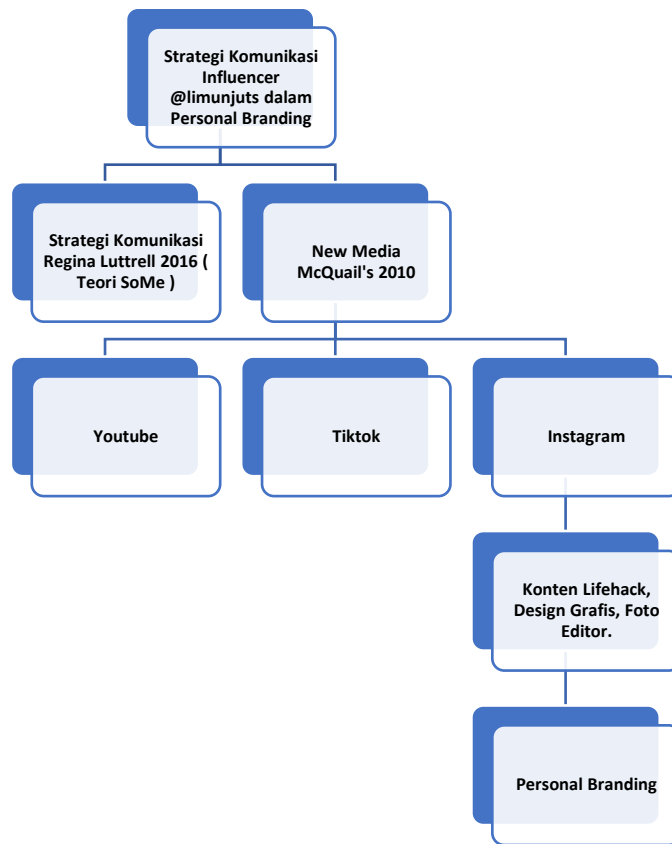 Strategi Komunikasi
Influencer
@limunjuts dalam
Personal Branding
Strategi Komunikasi
Regina Luttrell 2016 (
Teori SoMe )
New Media
McQuail's 2010
Youtube
Tiktok
Instagram
Konten Lifehack,
Design Grafis, Foto
Editor.
Personal Branding